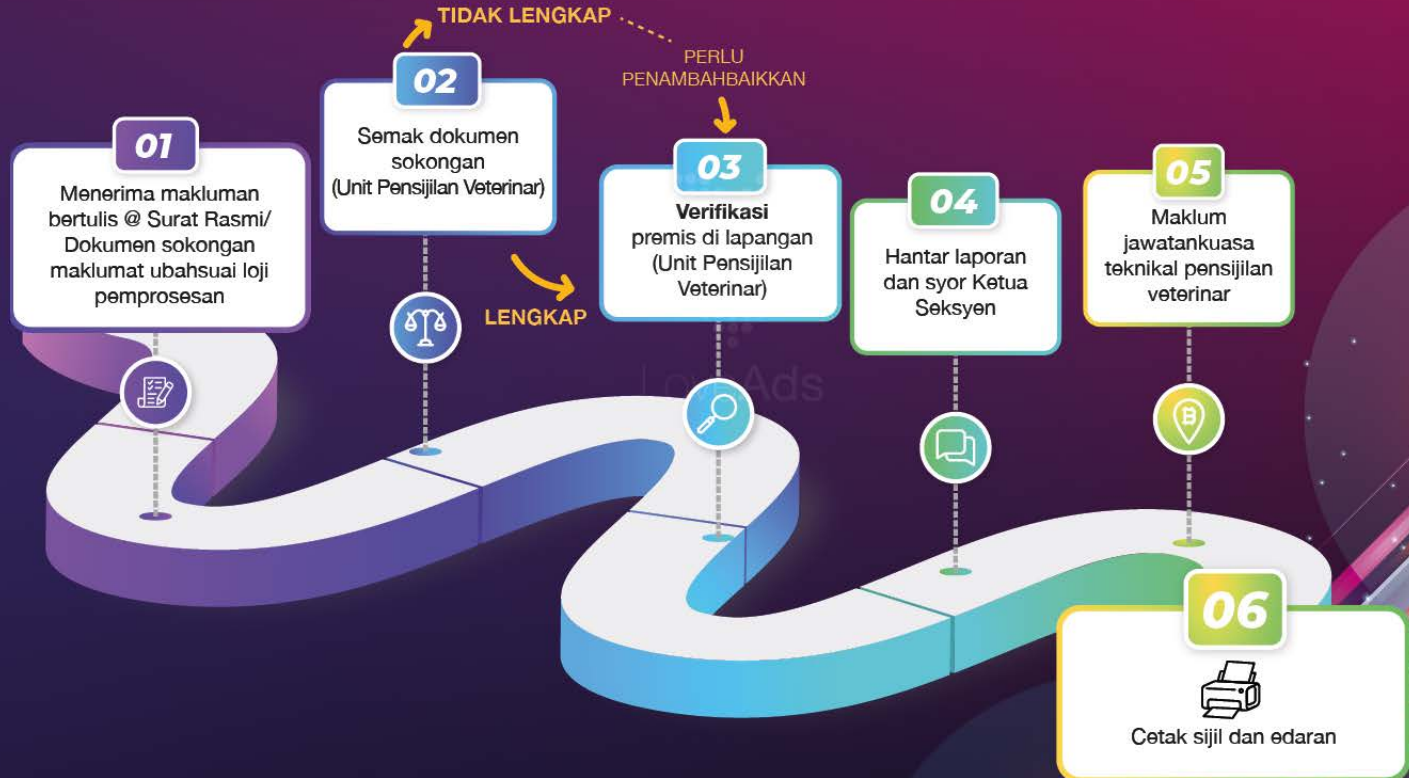 TIDAK LENGKAP
PERLU
PENAMBAHBAIKKAN
01
Menerima makluman
bertulis @ Surat Rasmi/
Dokumen sokongan
maklumat ubahsuai loji
pemprosesan
02
Semak dokumen
sokongan
(Unit Pensijilan Veterinar)
LENGKAP
03
Verifikasi
premis di lapangan
(Unit Pensijilan
Veterinar)
04
Hantar laporan
dan syor Ketua
Seksyen
05
Maklum
jawatankuasa
teknikal pensijilan
veterinar
06
Cetak sijil dan edaran
LoveAds